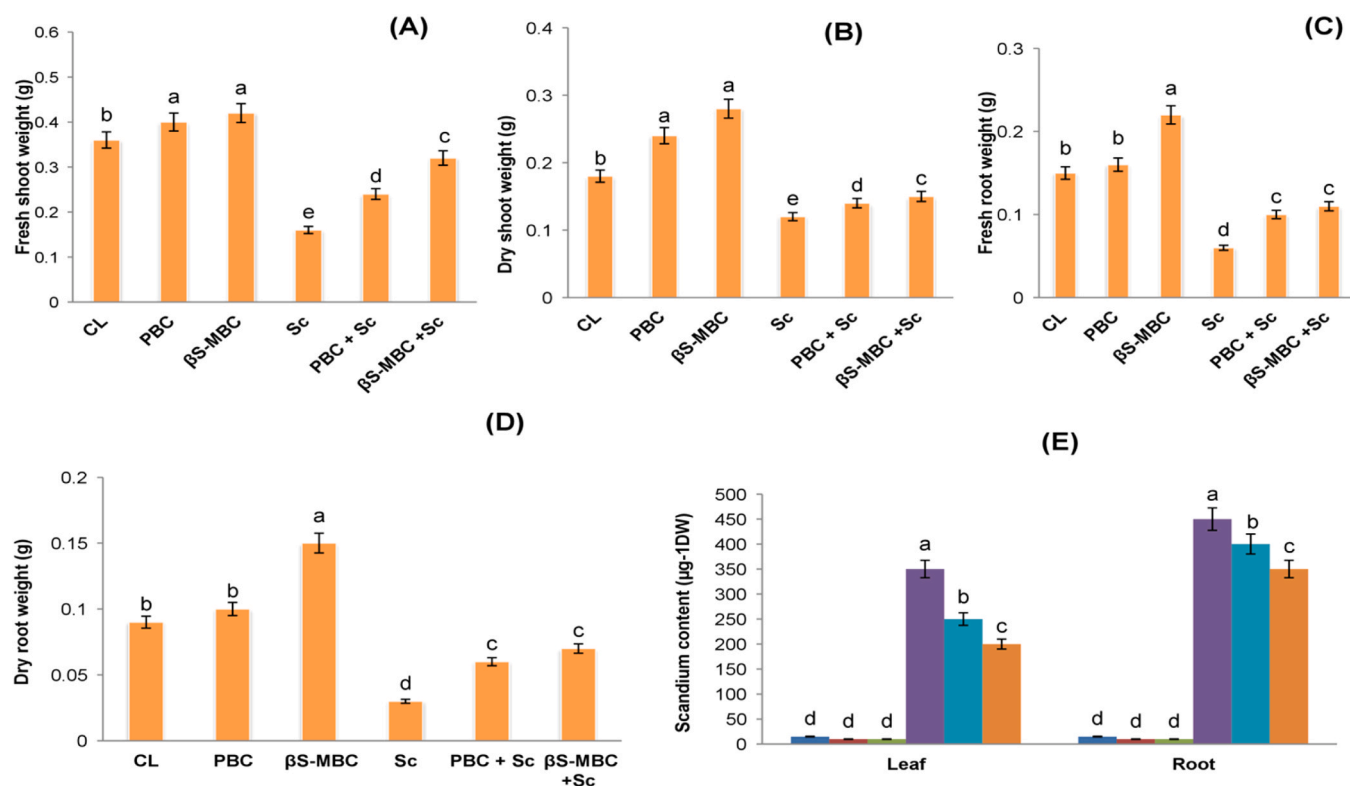 (A)
Fresh shoot weight (g)
0.6
0.5
0.4
0.3
0.2
0.1
0
b
a
a
e
d
c
CL
PBC
βS-MBC
Sc
PBC + Sc
βS-MBC +Sc
(B)
Dry shoot weight (g)
0.4
0.3
0.2
0.1
0
b
a
a
e
d
c
CL
PBC
βS-MBC
Sc
PBC + Sc
βS-MBC +Sc
(C)
Fresh root weight (g)
0.3
0.2
0.1
0
b
b
a
d
c
c
CL
PBC
βS-MBC
Sc
PBC + Sc
βS-MBC +Sc
(D)
Dry root weight (g)
0.2
0.15
0.1
0.05
0
b
b
a
d
c
c
CL
PBC
βS-MBC
Sc
PBC + Sc
βS-MBC
+Sc
(E)
Scandium content (µg-1DW)
500
450
400
350
300
250
200
150
100
50
0
d
d
d
a
b
c
d
d
d
a
b
c
Leaf
Root